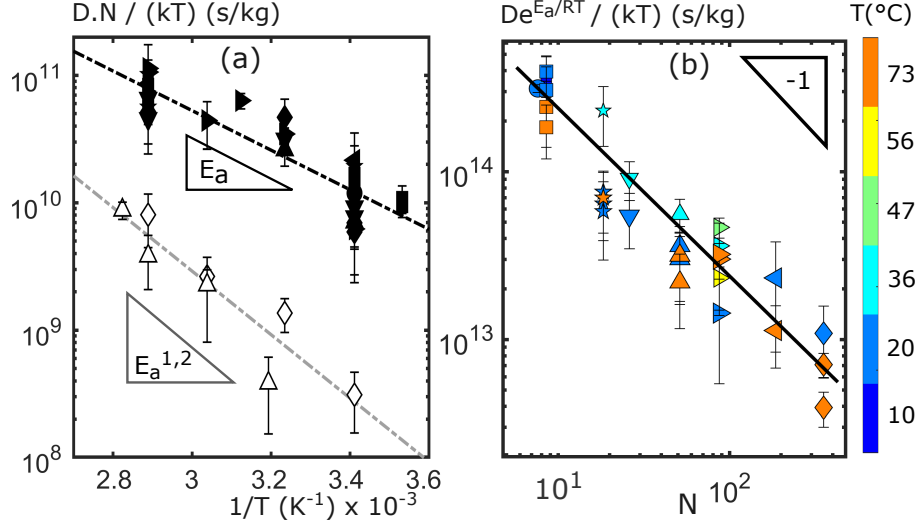 D.N / (kT) (s/kg)
De^{Ea/RT} / (kT) (s/kg)
T(°C)
(a)
(b)
10^11
10^10
10^9
10^8
E_a
E_a^{1,2}
2.8
3
3.2
3.4
3.6
1/T (K^-1) x 10^-3
-1
10^14
10^13
10^1
N
10^2
73
56
47
36
20
10